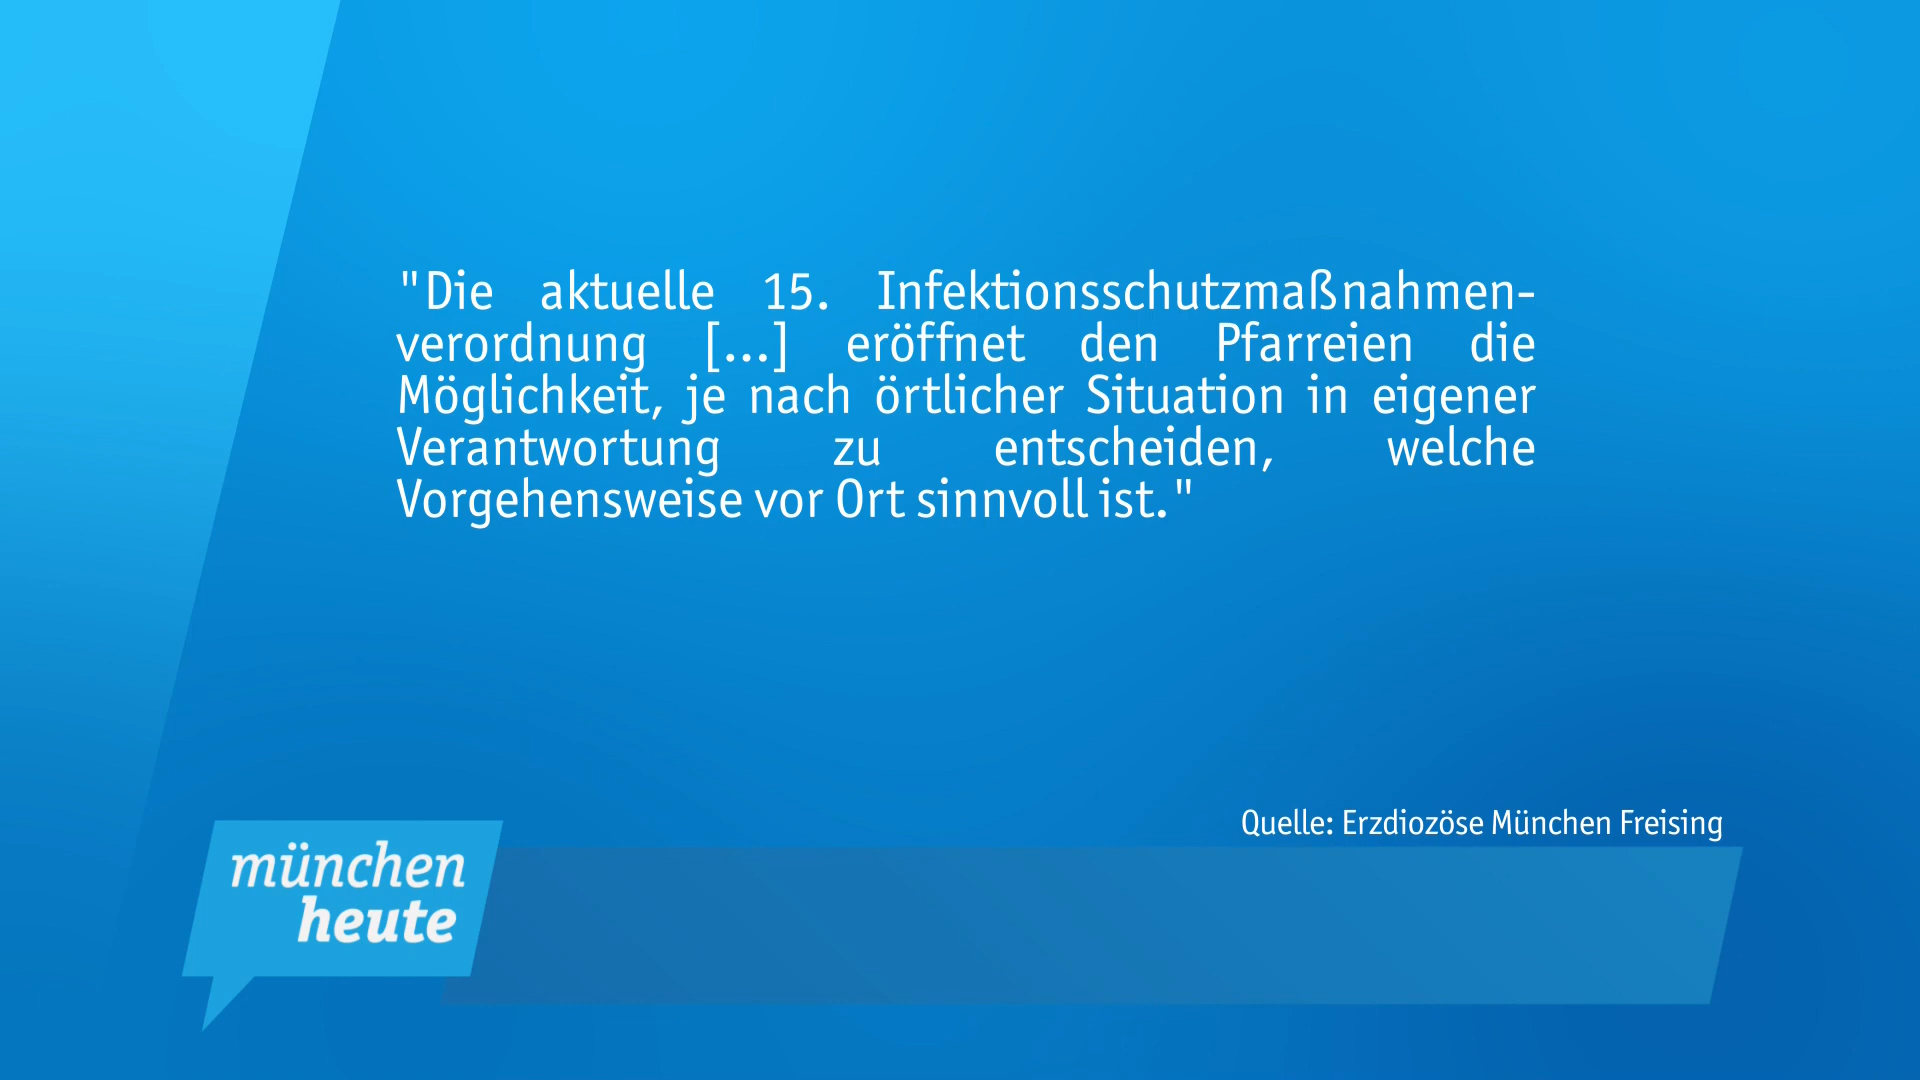 "Die aktuelle 15. Infektionsschutzmaßnahmen-
verordnung [...] eröffnet den Pfarreien die
Möglichkeit, je nach örtlicher Situation in eigener
Verantwortung zu entscheiden, welche
Vorgehensweise vor Ort sinnvoll ist."
Quelle: Erzdiozöse München Freising
münchen
heute